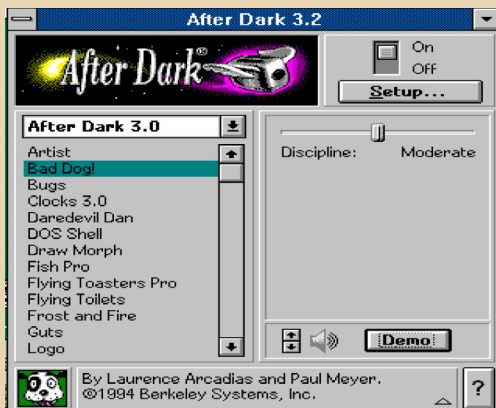 After Dark 3.2
After Dark®
On
Off
Setup...
After Dark 3.0
Artist
Bad Dog!
Bugs
Clocks 3.0
Daredevil Dan
DOS Shell
Draw Morph
Fish Pro
Flying Toasters Pro
Flying Toilets
Frost and Fire
Guts
Logo
Discipline: Moderate
Demo
By Laurence Arcadias and Paul Meyer.
©1994 Berkeley Systems, Inc.
?